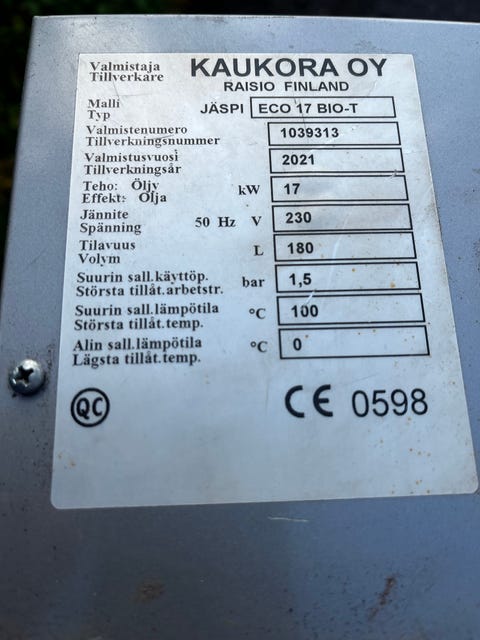 Valmistaja
Tillverkare
KAUKORA OY
RAISIO FINLAND
Malli
Typ
JÄSPI ECO 17 BIO-T
Valmistenumero
Tillverkningsnummer
1039313
Valmistusvuosi
Tillverkningsår
2021
Teho: Öljy
Effekt: Olja
kW 17
Jännite
Spänning
50 Hz V 230
Tilavuus
Volym
L 180
Suurin sall.käyttöp.
Största tillåt.arbetstr.
bar 1,5
Suurin sall.lämpötila
Största tillåt.temp.
°C 100
Alin sall.lämpötila
Lägsta tillåt.temp.
°C 0
QC
CE 0598